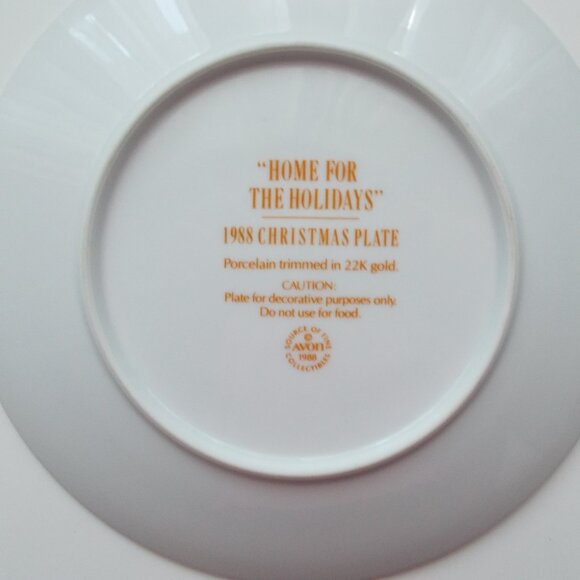 "HOME FOR
THE HOLIDAYS"
1988 CHRISTMAS PLATE
Porcelain trimmed in 22K gold.
CAUTION:
Plate for decorative purposes only.
Do not use for food.
SOURCE OF FINE
©
AVON
1988
COLLECTIBLES